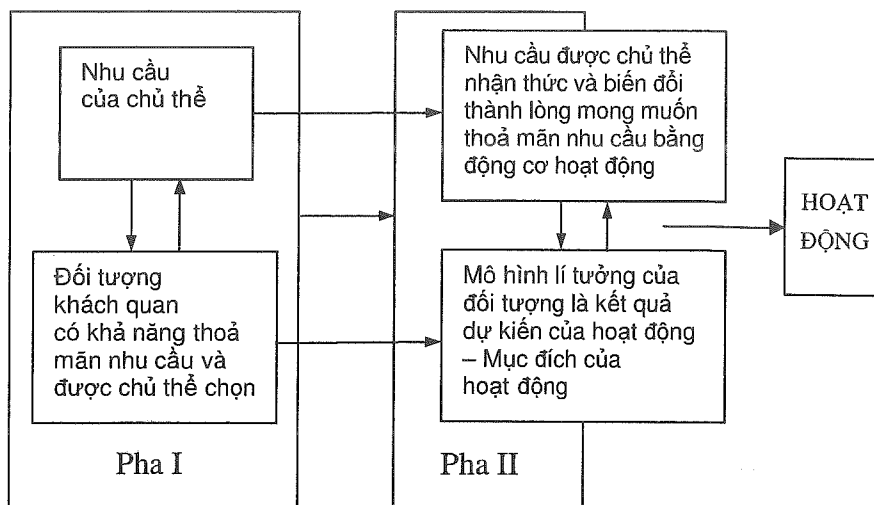 Nhu cầu
của chủ thể
Đối tượng
khách quan
có khả năng thoả
mãn nhu cầu và
được chủ thể chọn
Pha I
Nhu cầu được chủ thể
nhận thức và biến đổi
thành lòng mong muốn
thoả mãn nhu cầu bằng
động cơ hoạt động
Mô hình lí tưởng của
đối tượng là kết quả
dự kiến của hoạt động
– Mục đích của
hoạt động
Pha II
HOẠT
ĐỘNG